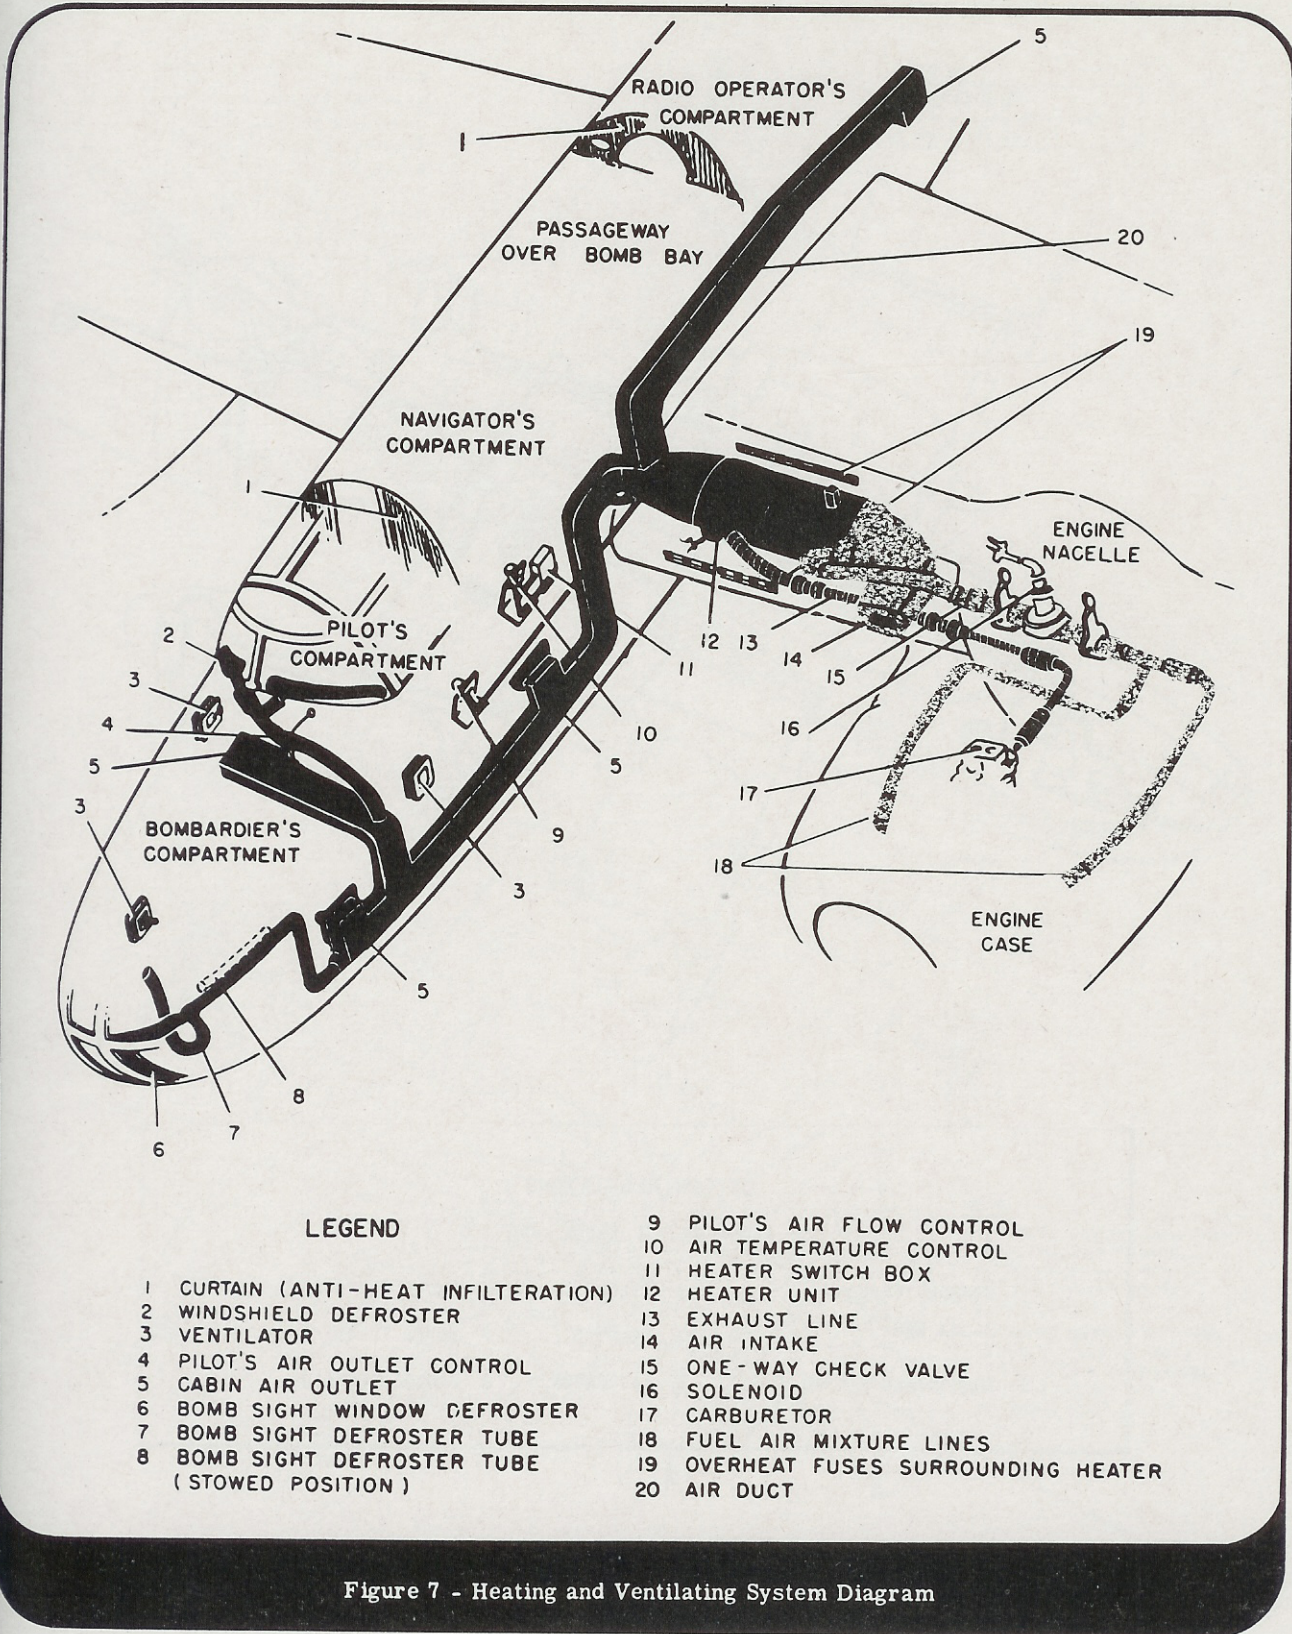 5
RADIO OPERATOR'S
COMPARTMENT
1
PASSAGEWAY
OVER BOMB BAY
20
19
NAVIGATOR'S
COMPARTMENT
1
ENGINE
NACELLE
2
PILOT'S
COMPARTMENT
12
13
14
11
15
3
4
10
16
5
5
17
3
BOMBARDIER'S
COMPARTMENT
9
18
3
ENGINE
CASE
5
8
7
6
LEGEND
1 CURTAIN (ANTI-HEAT INFILTERATION)
2 WINDSHIELD DEFROSTER
3 VENTILATOR
4 PILOT'S AIR OUTLET CONTROL
5 CABIN AIR OUTLET
6 BOMB SIGHT WINDOW DEFROSTER
7 BOMB SIGHT DEFROSTER TUBE
8 BOMB SIGHT DEFROSTER TUBE
(STOWED POSITION)
9 PILOT'S AIR FLOW CONTROL
10 AIR TEMPERATURE CONTROL
11 HEATER SWITCH BOX
12 HEATER UNIT
13 EXHAUST LINE
14 AIR INTAKE
15 ONE-WAY CHECK VALVE
16 SOLENOID
17 CARBURETOR
18 FUEL AIR MIXTURE LINES
19 OVERHEAT FUSES SURROUNDING HEATER
20 AIR DUCT
Figure 7 - Heating and Ventilating System Diagram